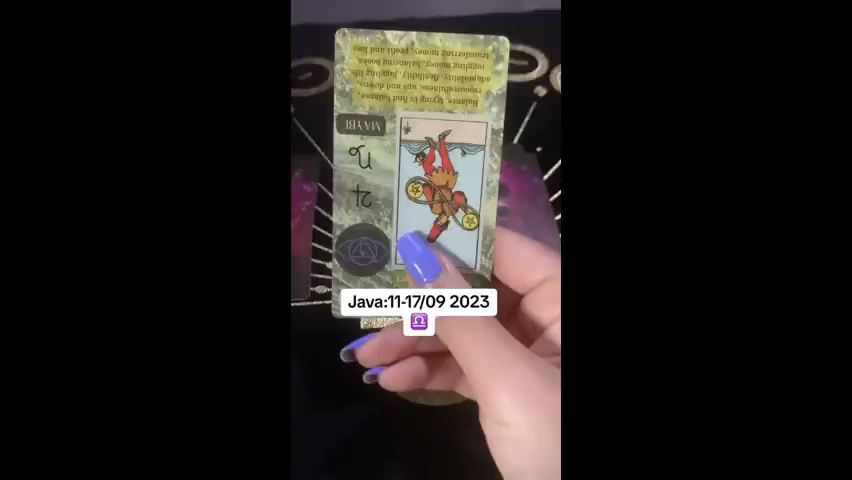 Balance, trying to find balance,
resourcefulness, ups and downs,
adaptability, flexibility, juggling life,
juggling money, balancing books,
transferring money, profit and loss
MAYBE
Java:11-17/09 2023
♎